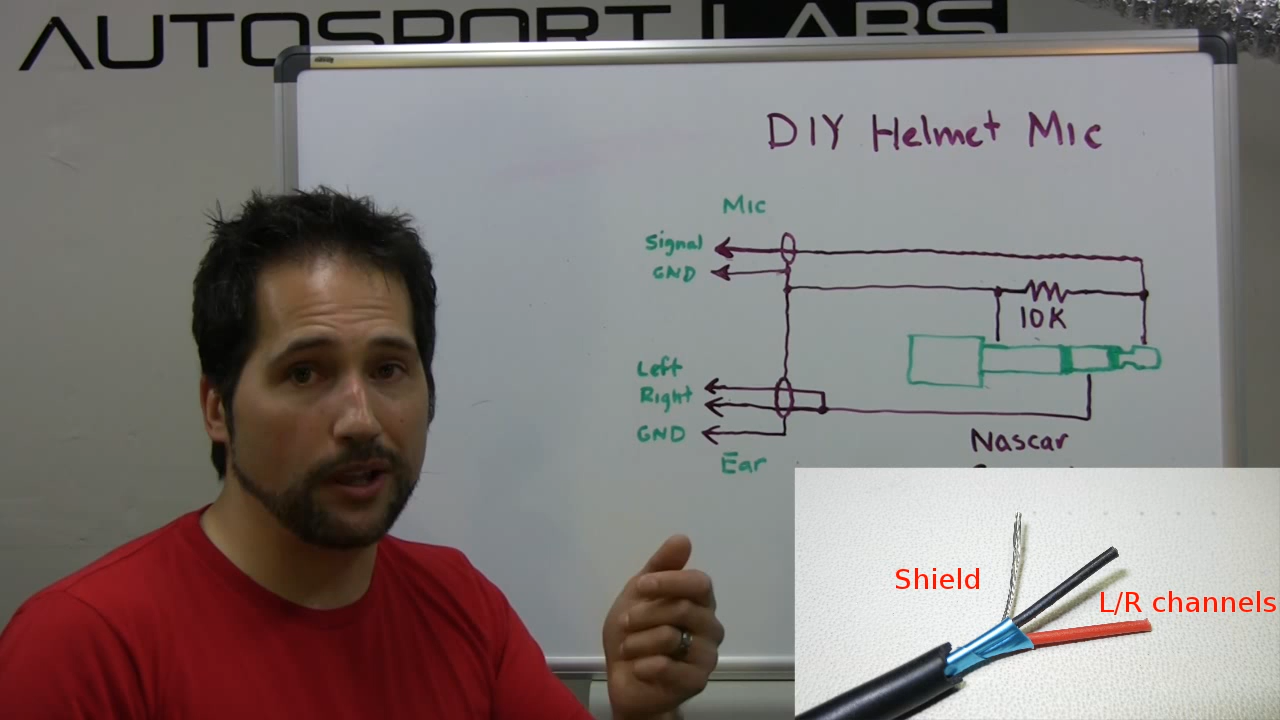 AUTOSPORT LABS
DIY Helmet Mic
Mic
Signal
GND
10K
Left
Right
GND
Ear
Nascar
Shield
L/R channels